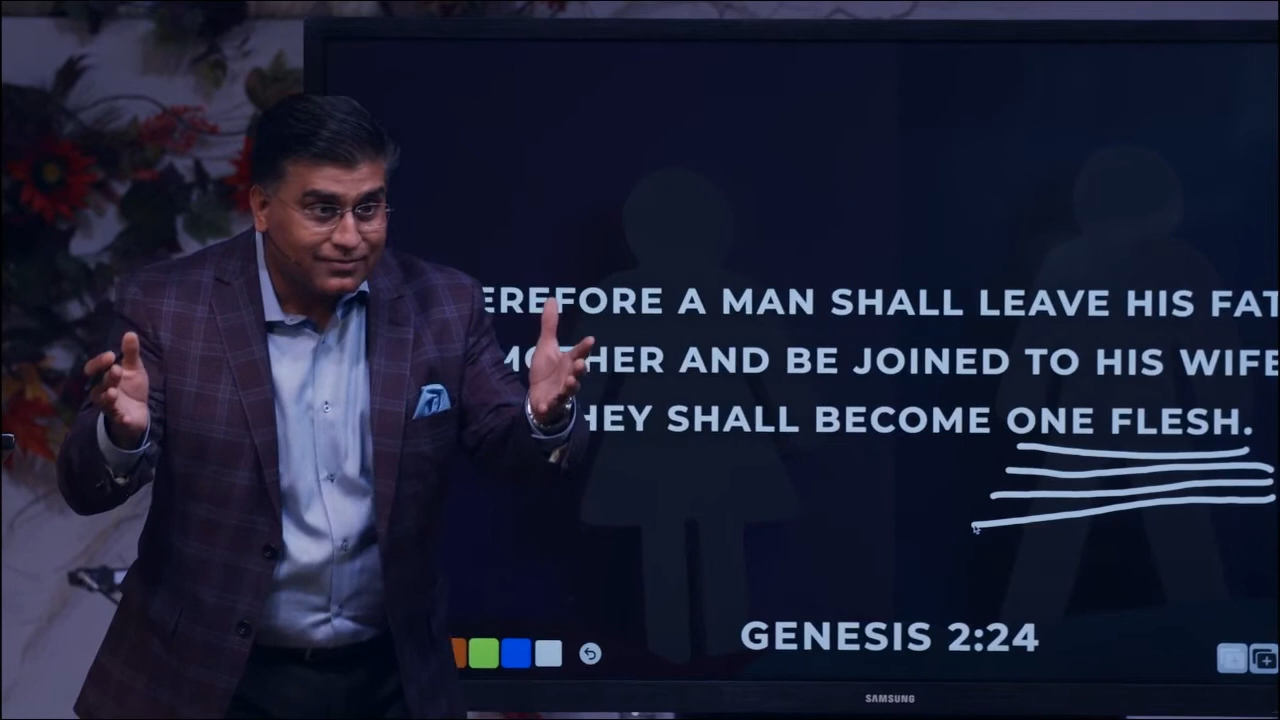 EREFORE A MAN SHALL LEAVE HIS FAT
MOTHER AND BE JOINED TO HIS WIFE
HEY SHALL BECOME ONE FLESH.
GENESIS 2:24
SAMSUNG